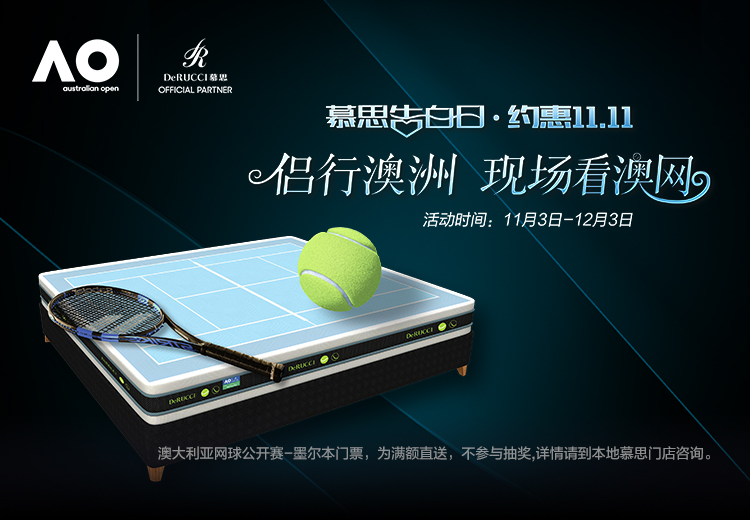 AO
australian open
DeRUCCI 慕思
OFFICIAL PARTNER
慕思告白日·约惠11.11
侣行澳洲 现场看澳网
活动时间：11月3日-12月3日
DeRUCCI
DeRUCCI
DeRUCCI
AO
澳大利亚网球公开赛-墨尔本门票，为满额直送，不参与抽奖,详情请到本地慕思门店咨询。